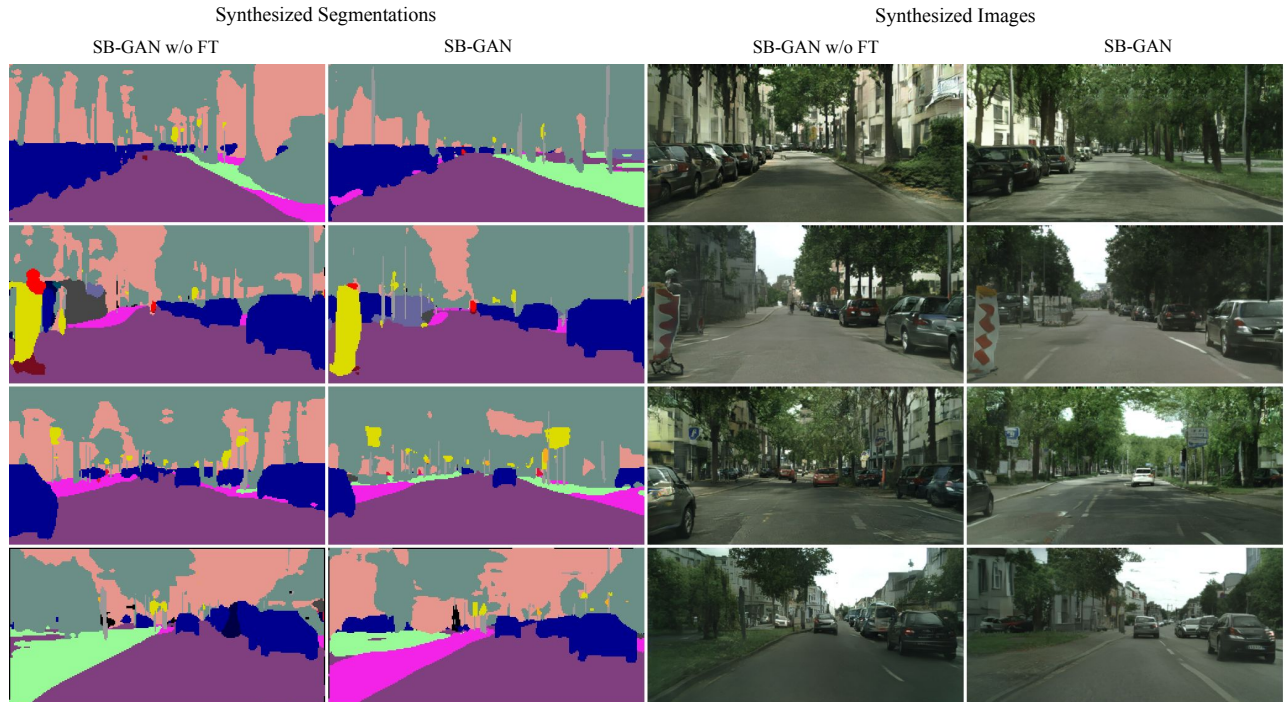 Synthesized Segmentations
Synthesized Images
SB-GAN w/o FT
SB-GAN
SB-GAN w/o FT
SB-GAN